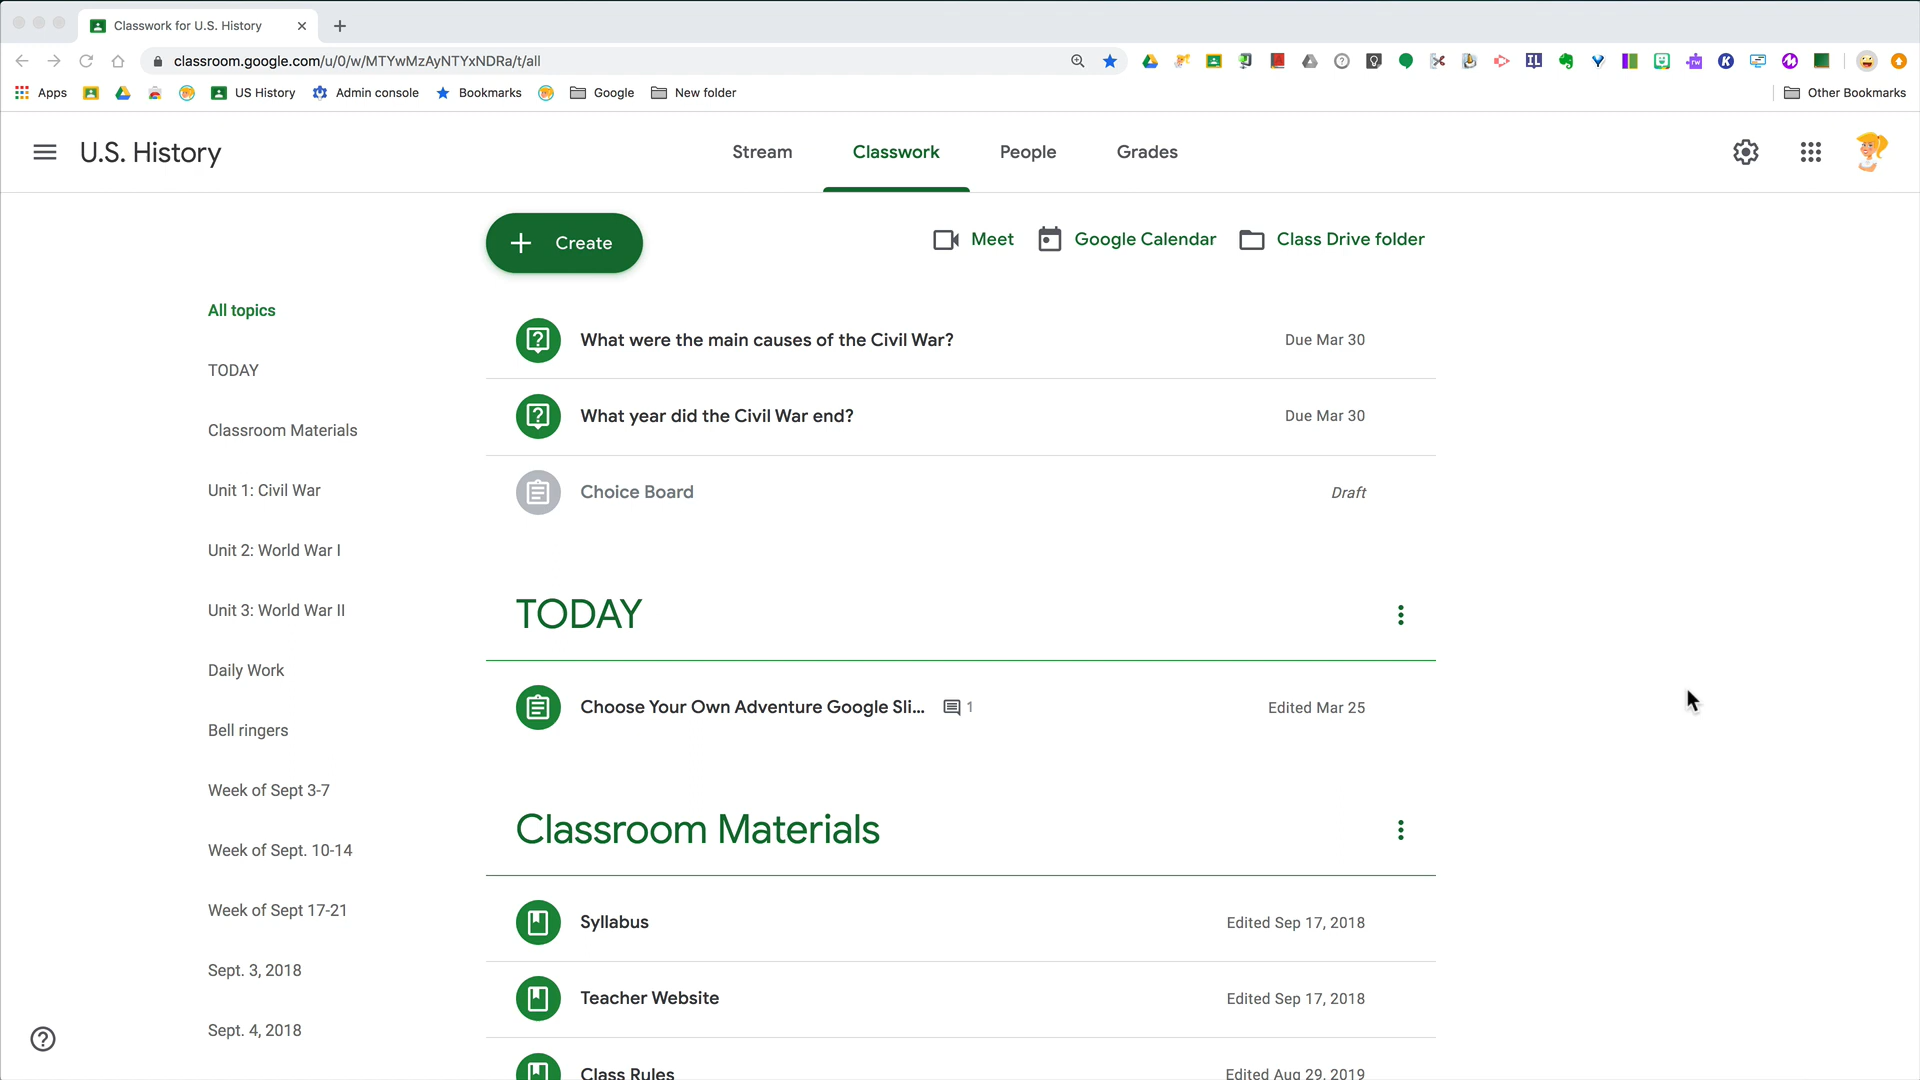 Classwork for U.S. History
classroom.google.com/u/0/w/MTYwMzAyNTYxNDRa/t/all
Apps
US History
Admin console
Bookmarks
Google
New folder
Other Bookmarks
U.S. History
Stream
Classwork
People
Grades
Create
Meet
Google Calendar
Class Drive folder
All topics
TODAY
Classroom Materials
Unit 1: Civil War
Unit 2: World War I
Unit 3: World War II
Daily Work
Bell ringers
Week of Sept 3-7
Week of Sept. 10-14
Week of Sept 17-21
Sept. 3, 2018
Sept. 4, 2018
What were the main causes of the Civil War? Due Mar 30
What year did the Civil War end? Due Mar 30
Choice Board Draft
TODAY
Choose Your Own Adventure Google Sli... 1 Edited Mar 25
Classroom Materials
Syllabus Edited Sep 17, 2018
Teacher Website Edited Sep 17, 2018
Class Rules Edited Aug 29, 2019